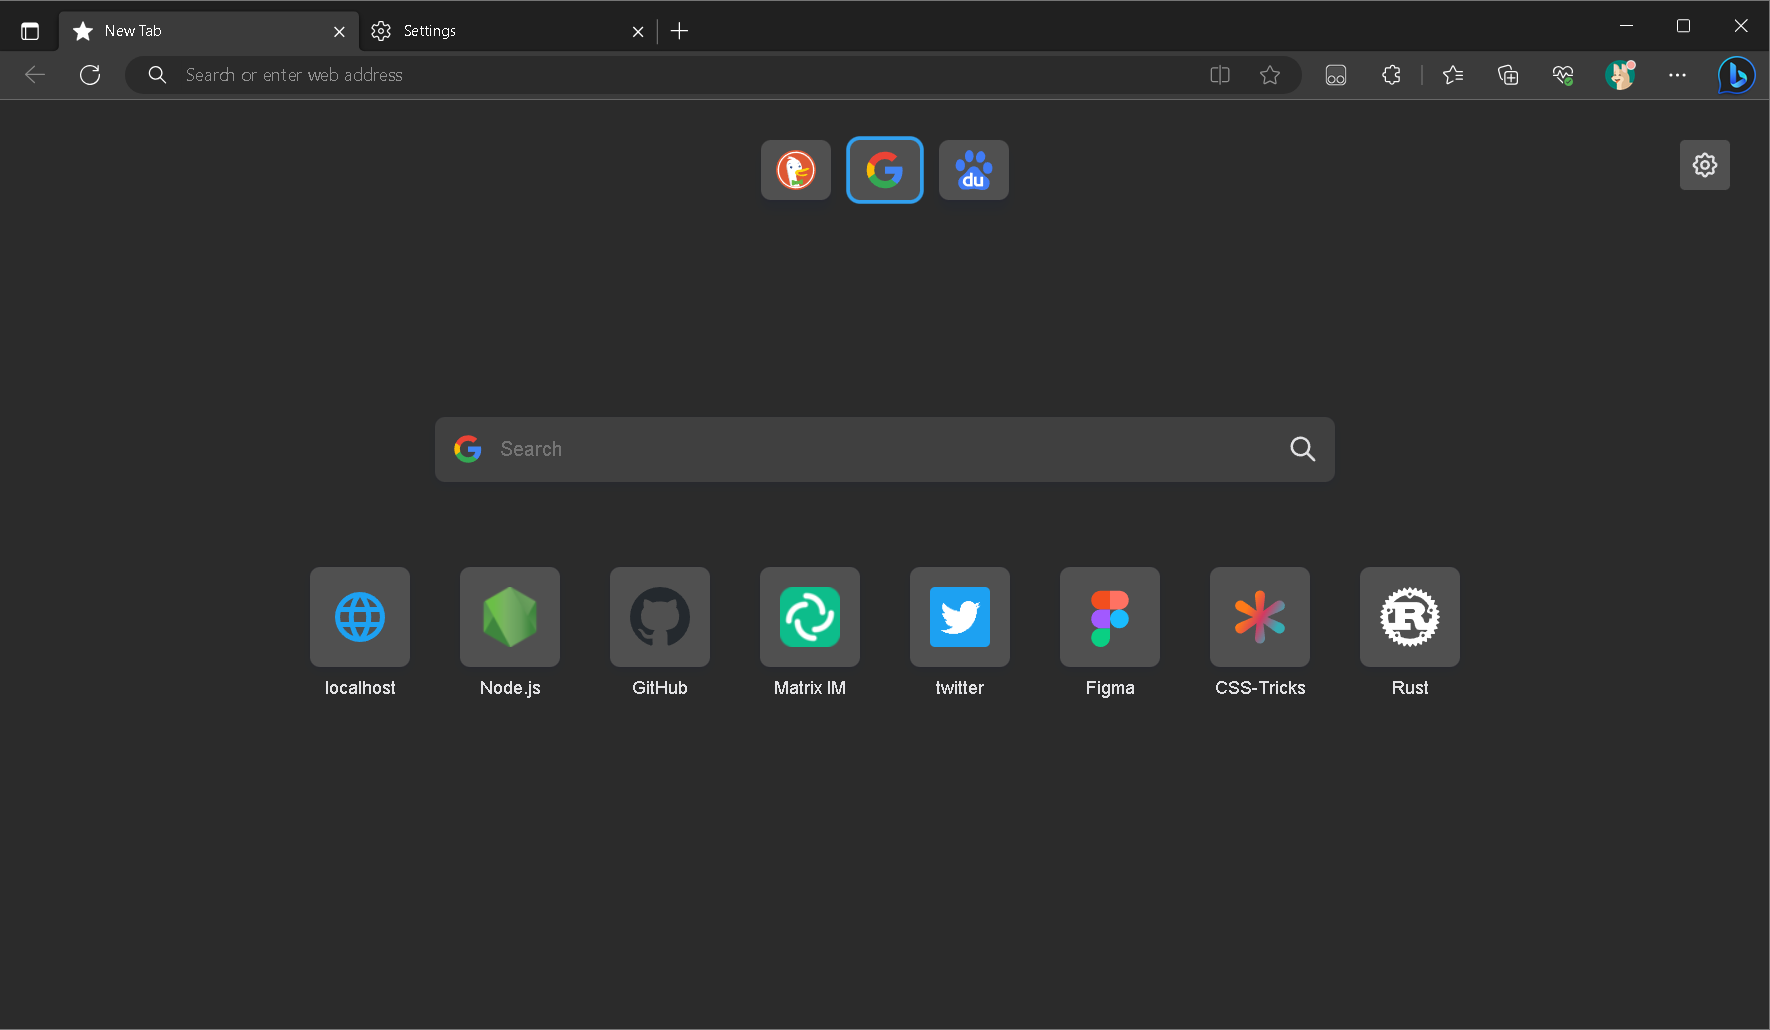 New Tab
Settings
Search or enter web address
du
Search
localhost
Node.js
GitHub
Matrix IM
twitter
Figma
CSS-Tricks
Rust